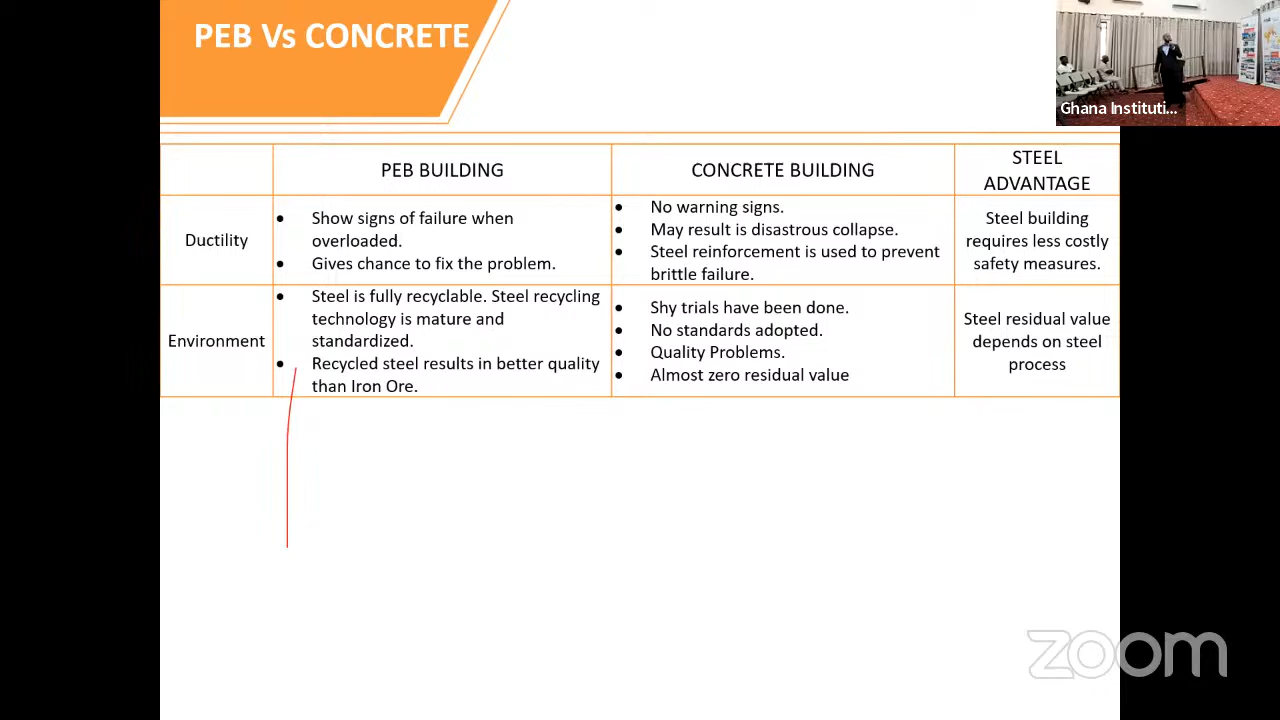 PEB Vs CONCRETE
Ghana Instituti...
PEB BUILDING
CONCRETE BUILDING
STEEL
ADVANTAGE
Ductility
• Show signs of failure when
overloaded.
• Gives chance to fix the problem.
• No warning signs.
• May result is disastrous collapse.
• Steel reinforcement is used to prevent
brittle failure.
Steel building
requires less costly
safety measures.
Environment
• Steel is fully recyclable. Steel recycling
technology is mature and
standardized.
• Recycled steel results in better quality
than Iron Ore.
• Shy trials have been done.
• No standards adopted.
• Quality Problems.
• Almost zero residual value
Steel residual value
depends on steel
process
zoom